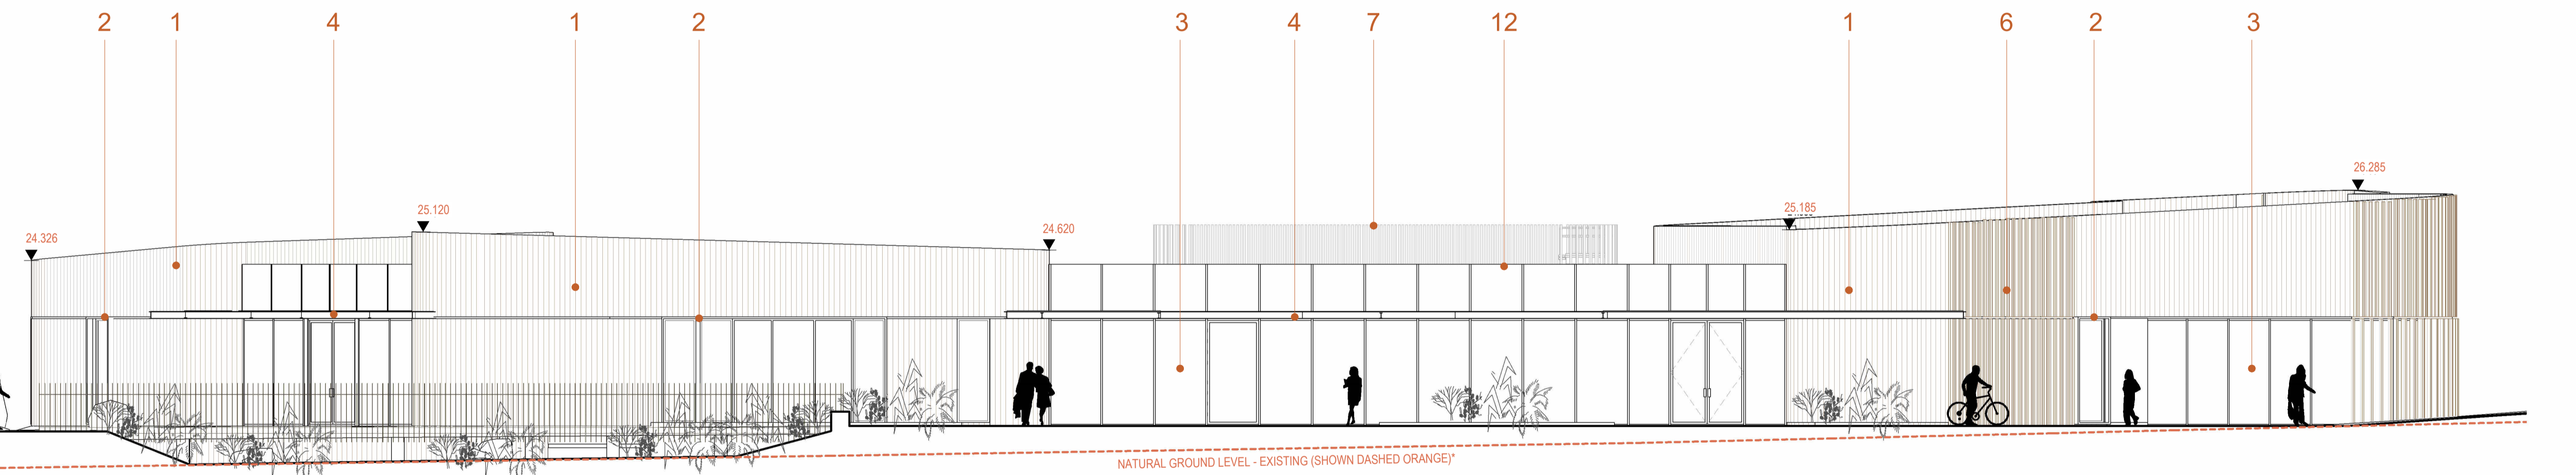 2 1 4 1 2 3 4 7 12 1 6 2 3
26.285
25.120
25.185
24.620
24.326
NATURAL GROUND LEVEL - EXISTING (SHOWN DASHED ORANGE)*